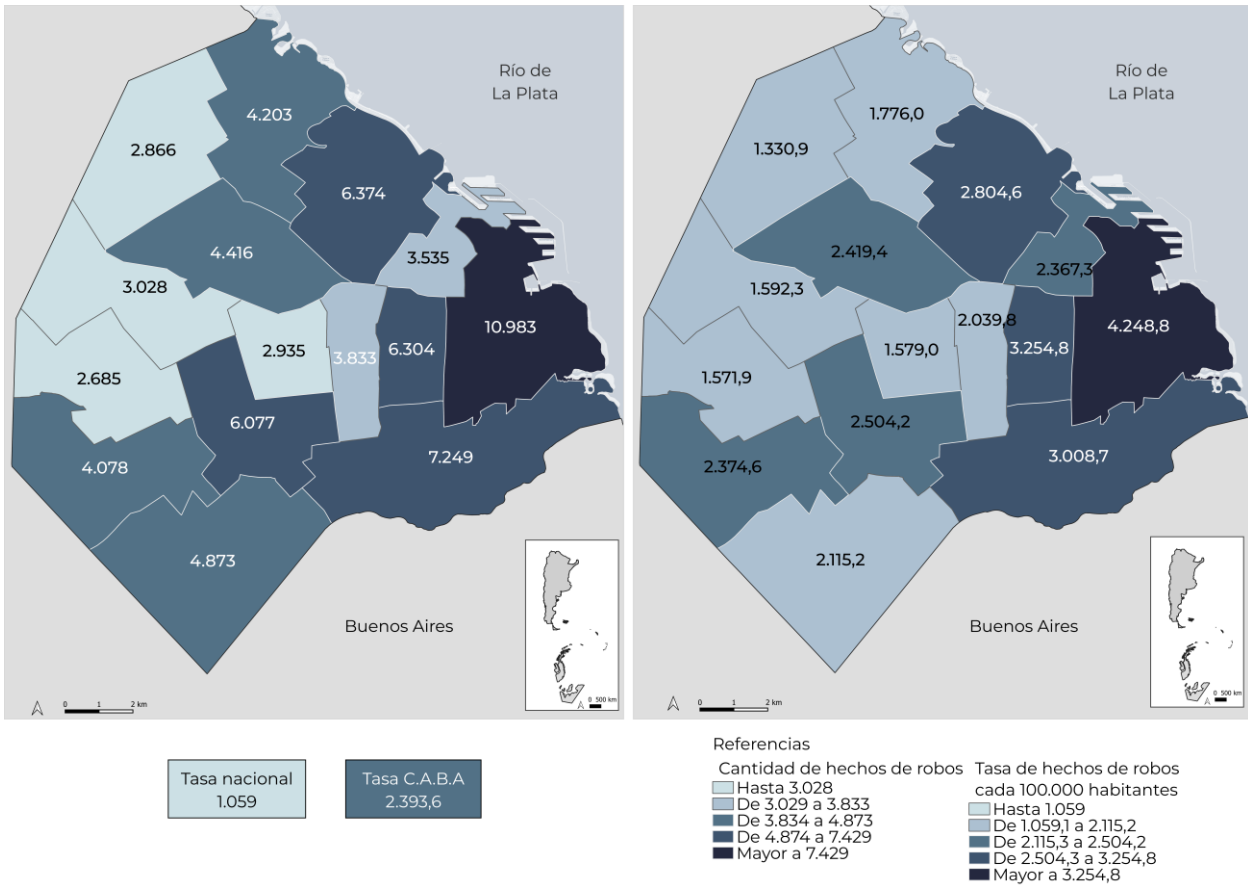 Río de
La Plata
4.203
2.866
6.374
4.416
3.535
3.028
10.983
2.935
3.833
6.304
2.685
6.077
4.078
7.249
4.873
Buenos Aires
0 1 2 km
0 500 km
Río de
La Plata
1.776,0
1.330,9
2.804,6
2.419,4
2.367,3
1.592,3
2.039,8
4.248,8
1.579,0
3.254,8
1.571,9
2.504,2
2.374,6
3.008,7
2.115,2
Buenos Aires
0 1 2 km
0 500 km
Tasa nacional
1.059
Tasa C.A.B.A
2.393,6
Referencias
Cantidad de hechos de robos
Hasta 3.028
De 3.029 a 3.833
De 3.834 a 4.873
De 4.874 a 7.429
Mayor a 7.429
Tasa de hechos de robos
cada 100.000 habitantes
Hasta 1.059
De 1.059,1 a 2.115,2
De 2.115,3 a 2.504,2
De 2.504,3 a 3.254,8
Mayor a 3.254,8